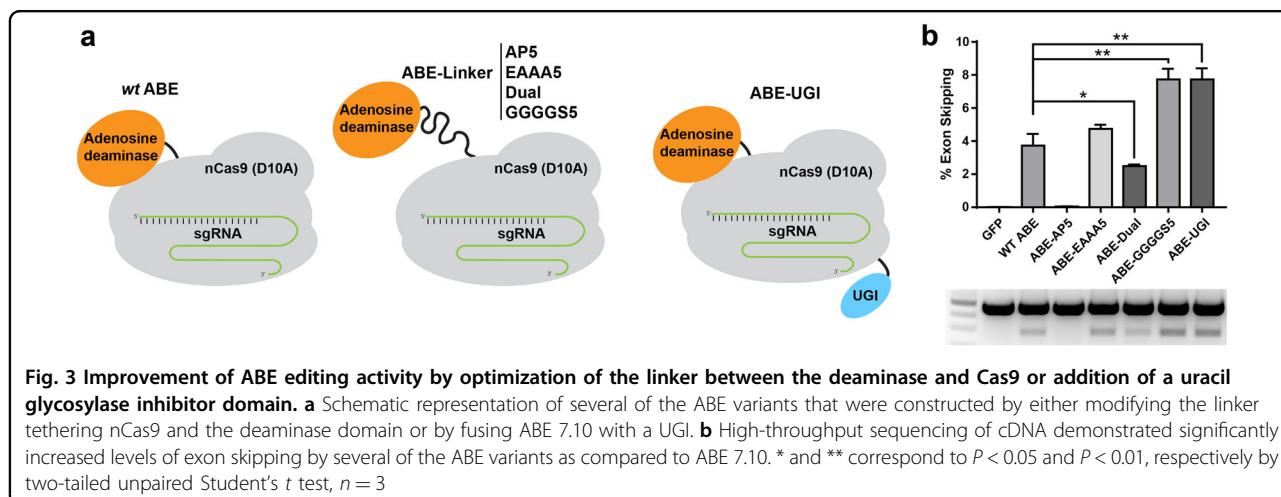 a
wt ABE
Adenosine
deaminase
nCas9 (D10A)
5'
sgRNA
3'
ABE-Linker
AP5
EAAA5
Dual
GGGGS5
Adenosine
deaminase
nCas9 (D10A)
5'
sgRNA
3'
ABE-UGI
Adenosine
deaminase
nCas9 (D10A)
5'
sgRNA
3'
UGI
b
**
**
*
% Exon Skipping
10
8
6
4
2
0
GFP
WT ABE
ABE-AP5
ABE-EAAA5
ABE-Dual
ABE-GGGGS5
ABE-UGI
Fig. 3 Improvement of ABE editing activity by optimization of the linker between the deaminase and Cas9 or addition of a uracil
glycosylase inhibitor domain. a Schematic representation of several of the ABE variants that were constructed by either modifying the linker
tethering nCas9 and the deaminase domain or by fusing ABE 7.10 with a UGI. b High-throughput sequencing of cDNA demonstrated significantly
increased levels of exon skipping by several of the ABE variants as compared to ABE 7.10. * and ** correspond to P < 0.05 and P < 0.01, respectively by
two-tailed unpaired Student's t test, n = 3